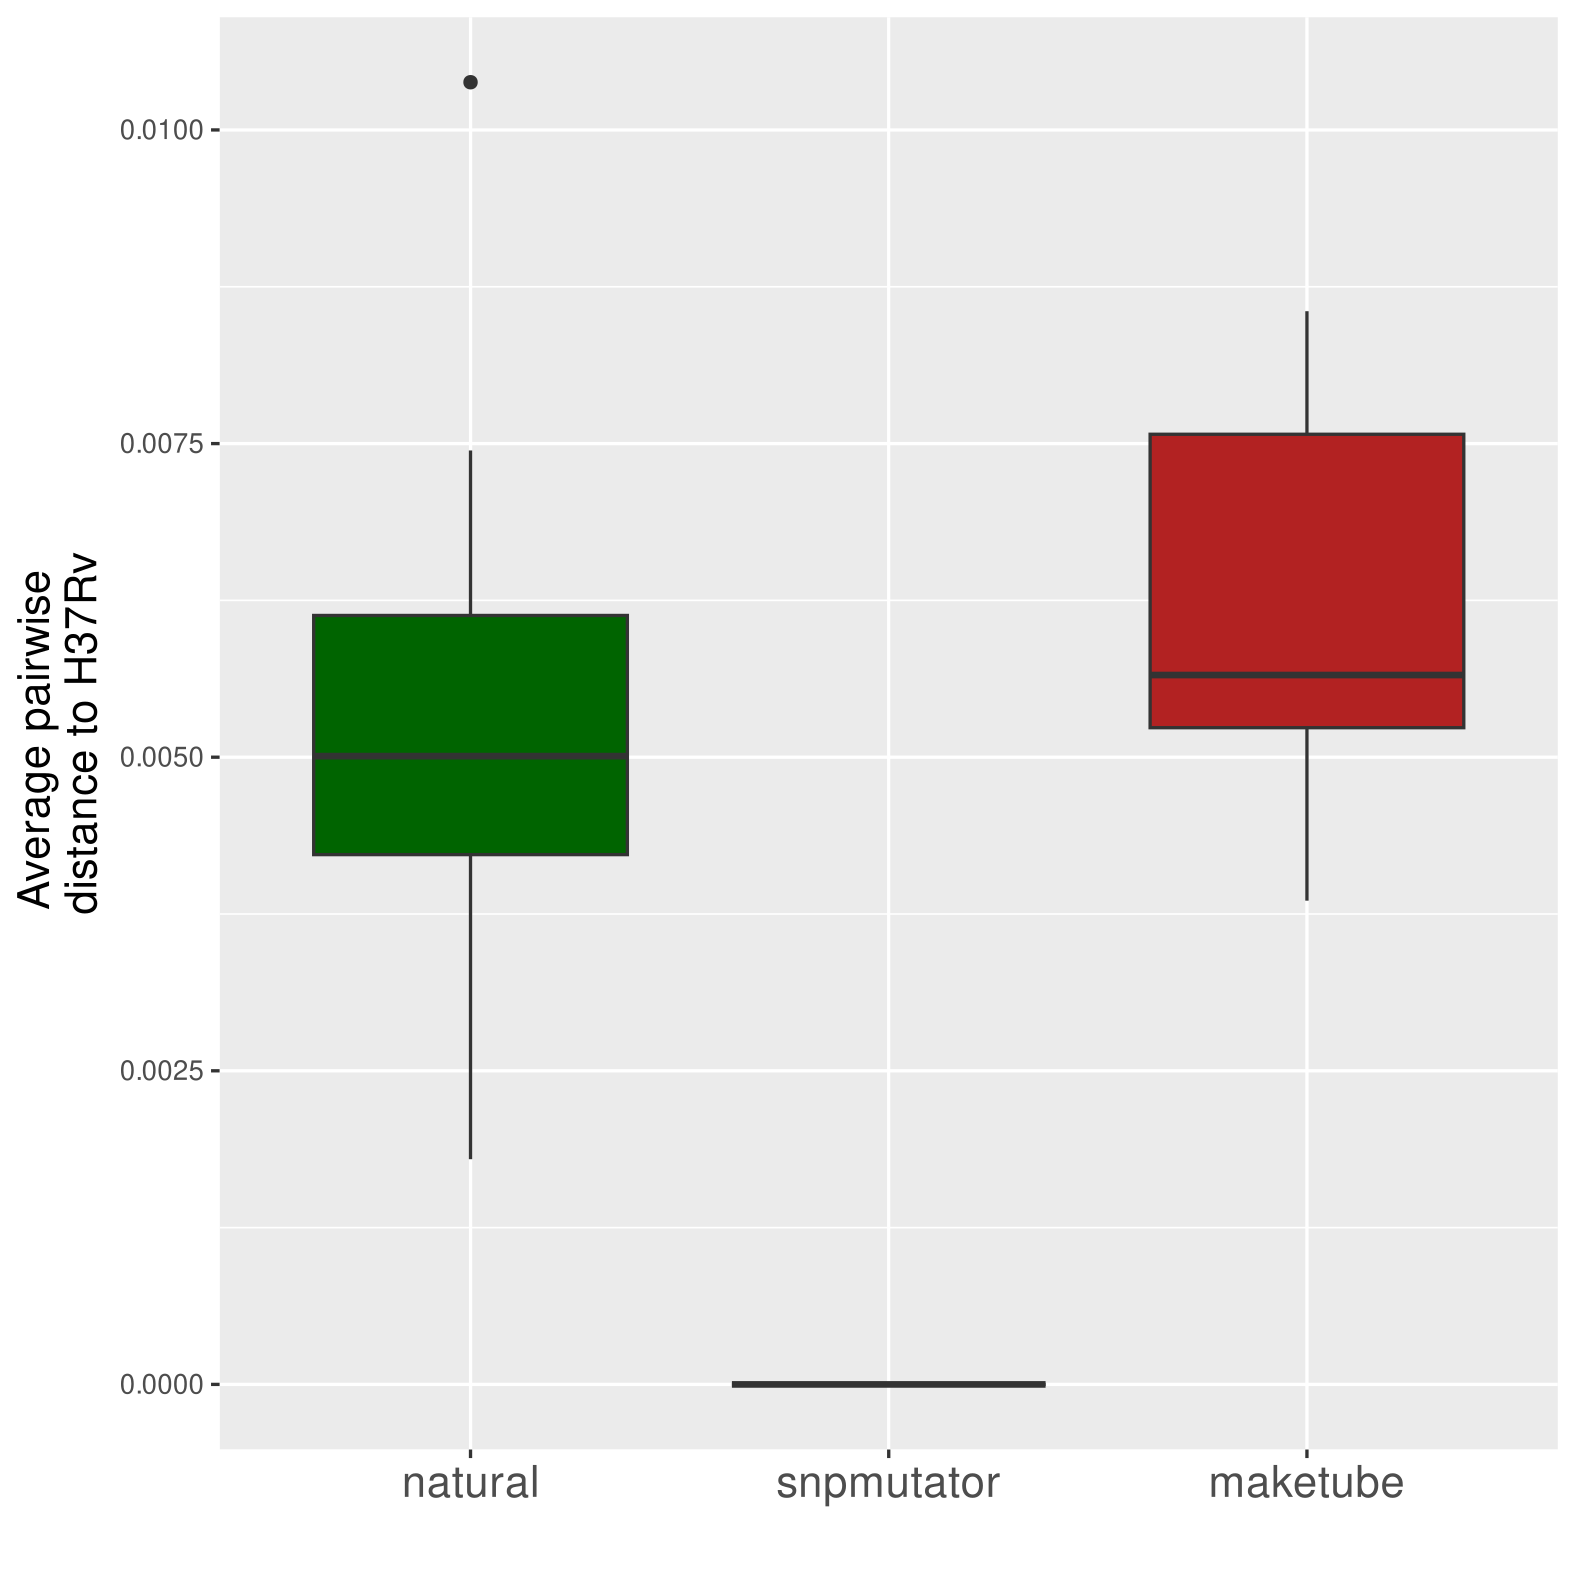 Average pairwise
distance to H37Rv
0.0100
0.0075
0.0050
0.0025
0.0000
natural
snpmutator
maketube